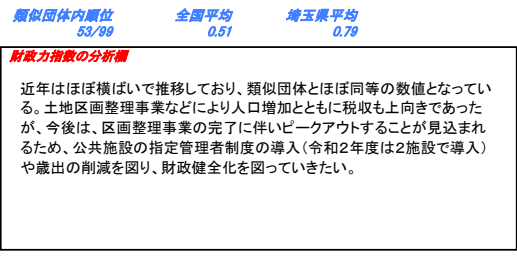 類似団体内順位 全国平均 埼玉県平均
53/99 0.51 0.79
財政力指数の分析欄
近年はほぼ横ばいで推移しており、類似団体とほぼ同等の数値となってい
る。土地区画整理事業などにより人口増加とともに税収も上向きであった
が、今後は、区画整理事業の完了に伴いピークアウトすることが見込まれ
るため、公共施設の指定管理者制度の導入（令和２年度は２施設で導入）
や歳出の削減を図り、財政健全化を図っていきたい。